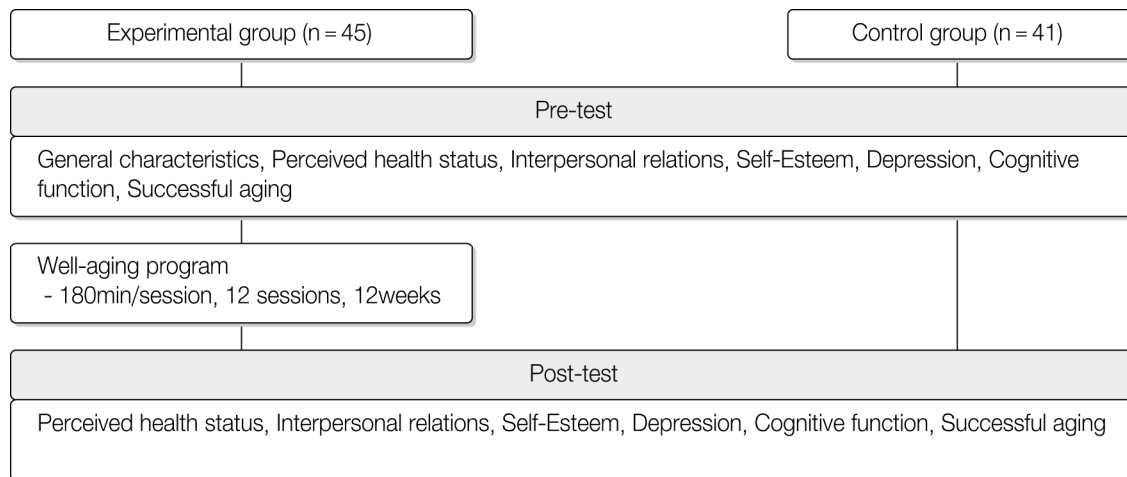 Experimental group (n = 45)
Control group (n = 41)
Pre-test
General characteristics, Perceived health status, Interpersonal relations, Self-Esteem, Depression, Cognitive
function, Successful aging
Well-aging program
- 180min/session, 12 sessions, 12weeks
Post-test
Perceived health status, Interpersonal relations, Self-Esteem, Depression, Cognitive function, Successful aging